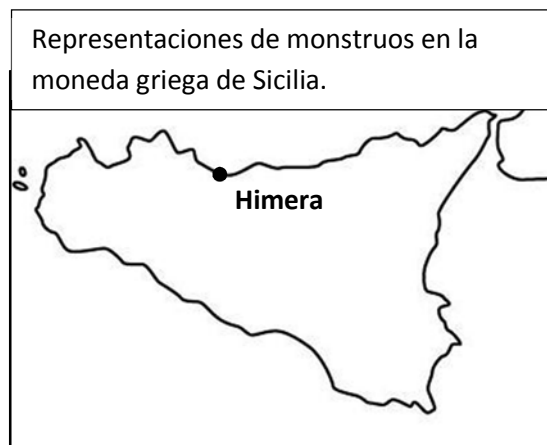 Representaciones de monstruos en la
moneda griega de Sicilia.
Himera